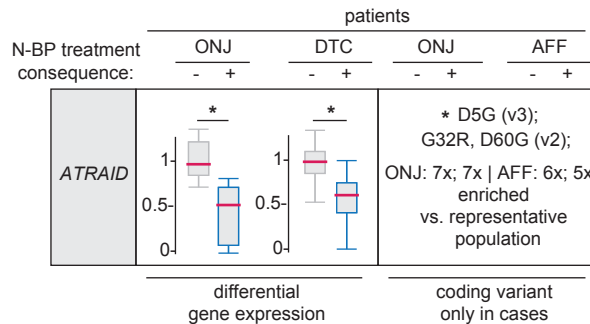 patients
N-BP treatment ONJ DTC ONJ AFF
consequence: - + - + - + - +
ATRAID
* *
1 1
0.5 0.5
0 0
* D5G (v3);
G32R, D60G (v2);
ONJ: 7x; 7x | AFF: 6x; 5x
enriched
vs. representative
population
differential
gene expression
coding variant
only in cases